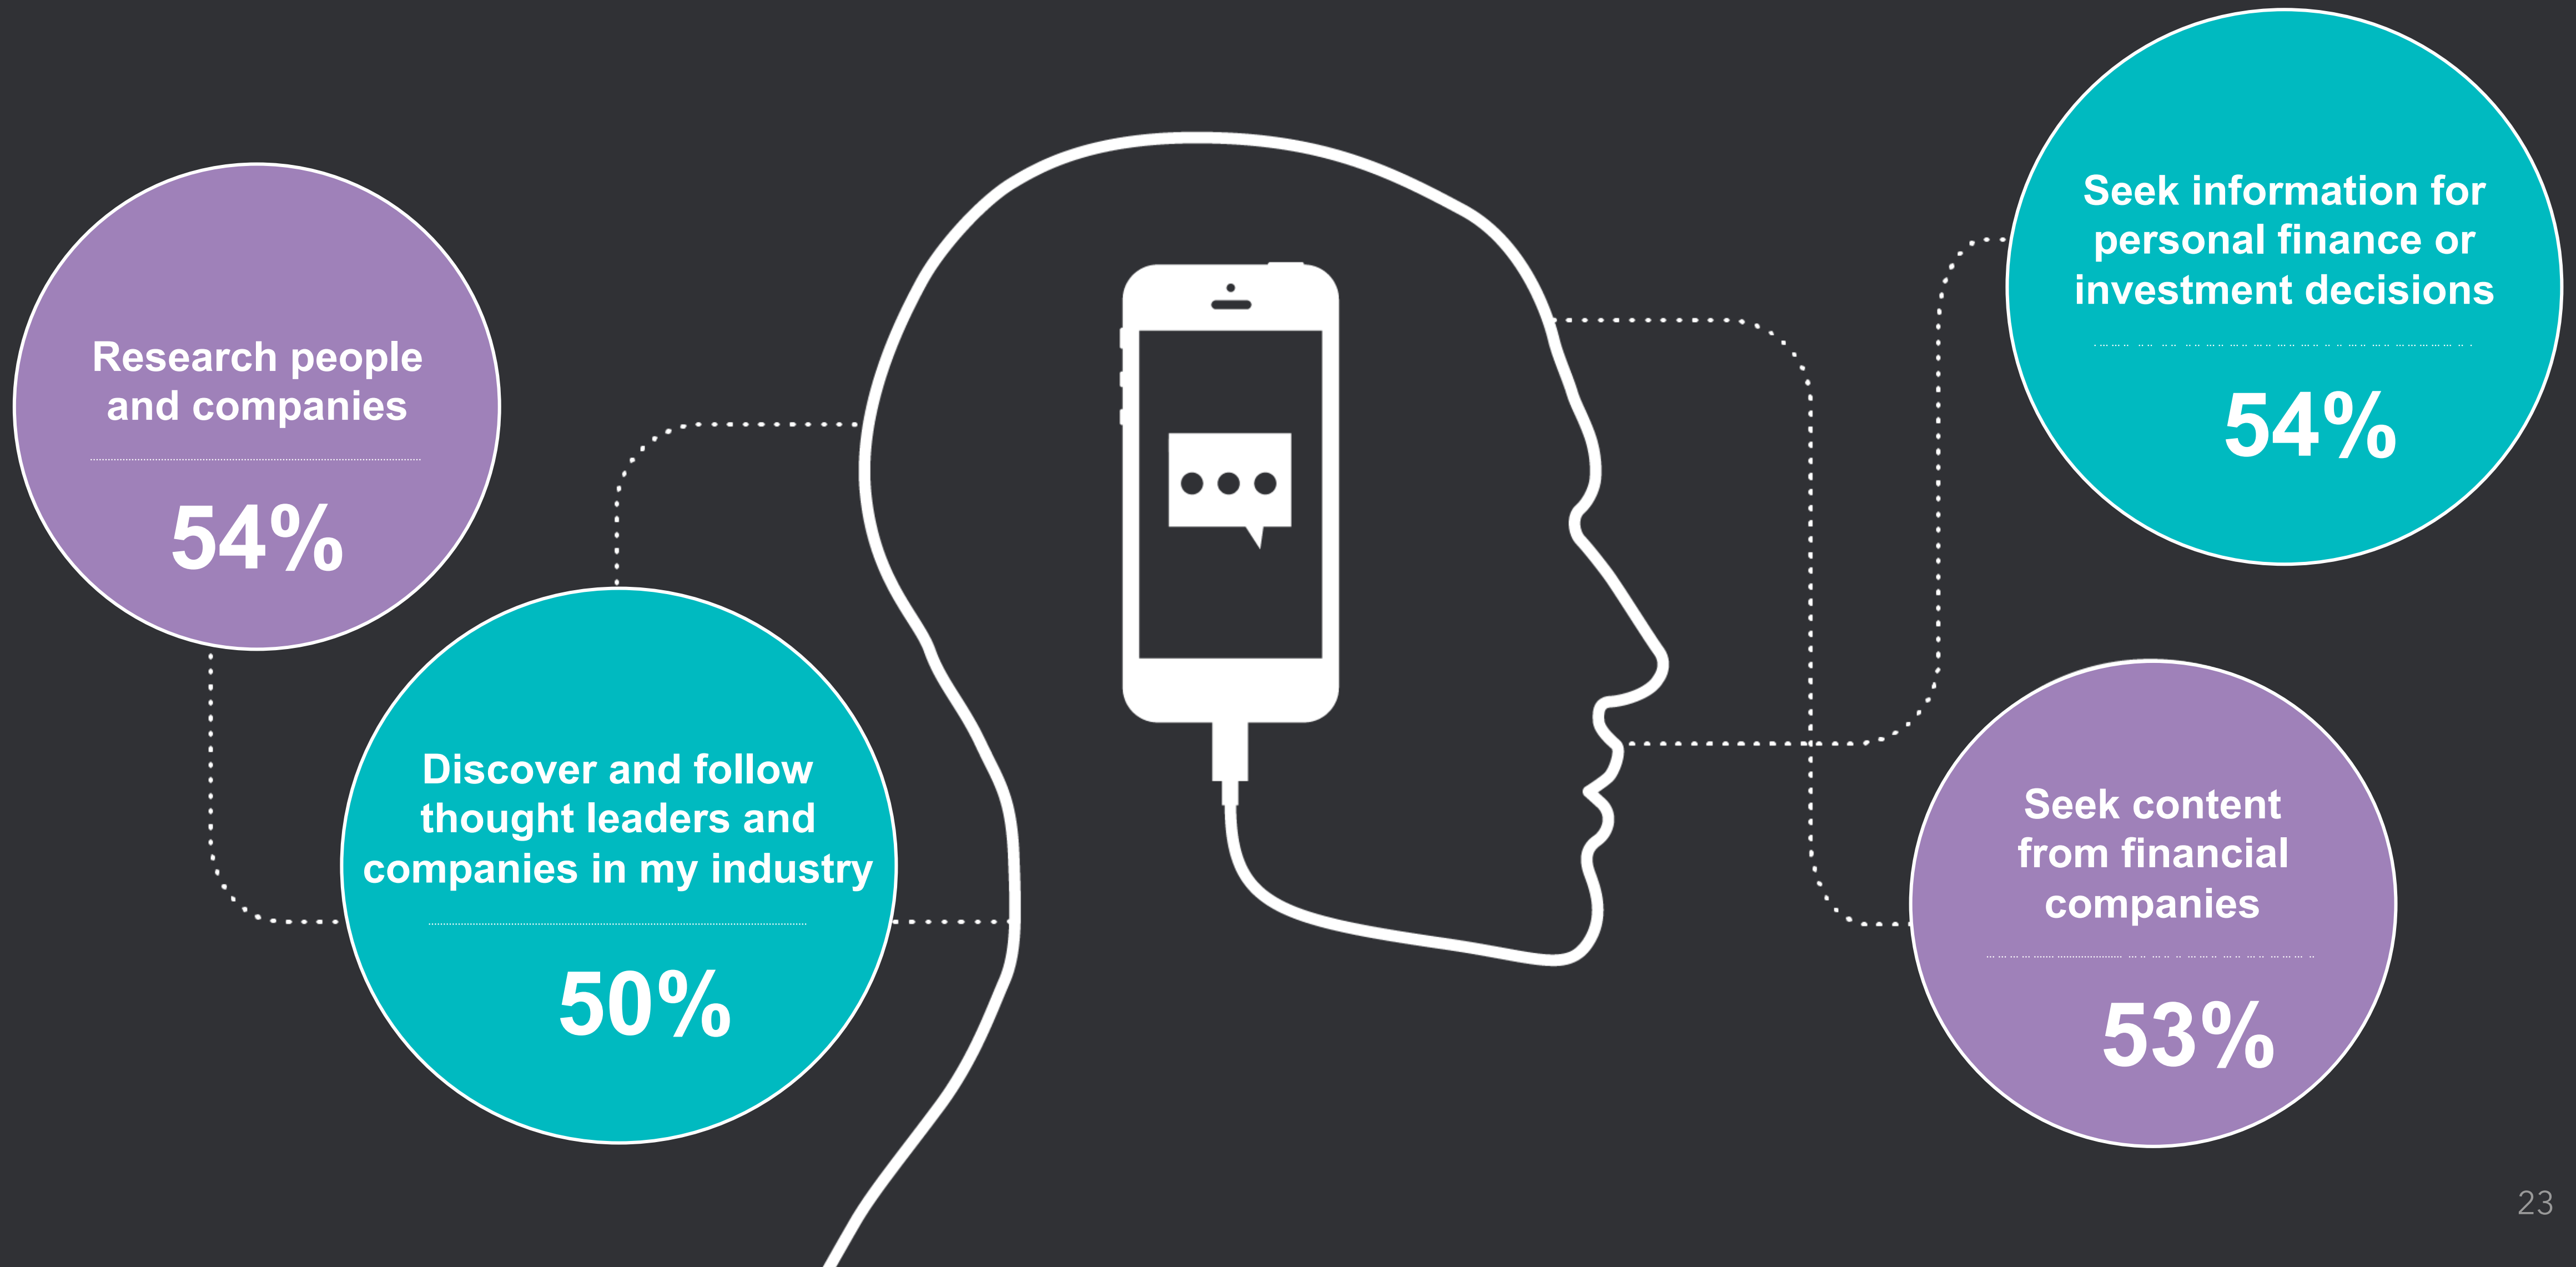 Research people
and companies
54%
Discover and follow
thought leaders and
companies in my industry
50%
Seek information for
personal finance or
investment decisions
54%
Seek content
from financial
companies
53%
23